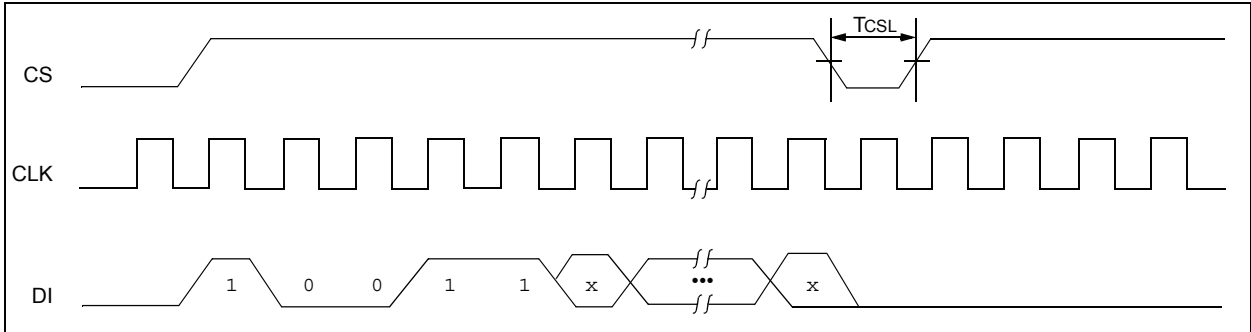 TCSL
CS
CLK
DI 1 0 0 1 1 x ••• x